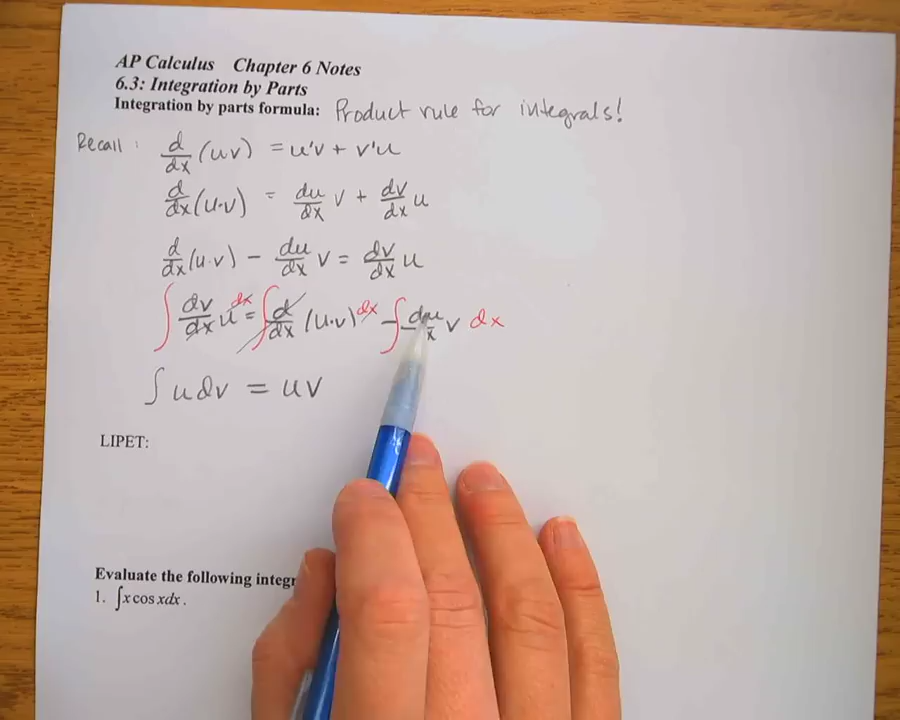 AP Calculus Chapter 6 Notes
6.3: Integration by Parts
Integration by parts formula: Product rule for integrals!
Recall: d/dx (uv) = u'v + v'u
d/dx (u·v) = du/dx v + dv/dx u
d/dx (u·v) - du/dx v = dv/dx u
∫ dv/dx u dx = ∫ d/dx (u·v) dx - ∫ du/dx v dx
∫ u dv = uv
LIPET:
Evaluate the following integr
1. ∫x cos x dx.